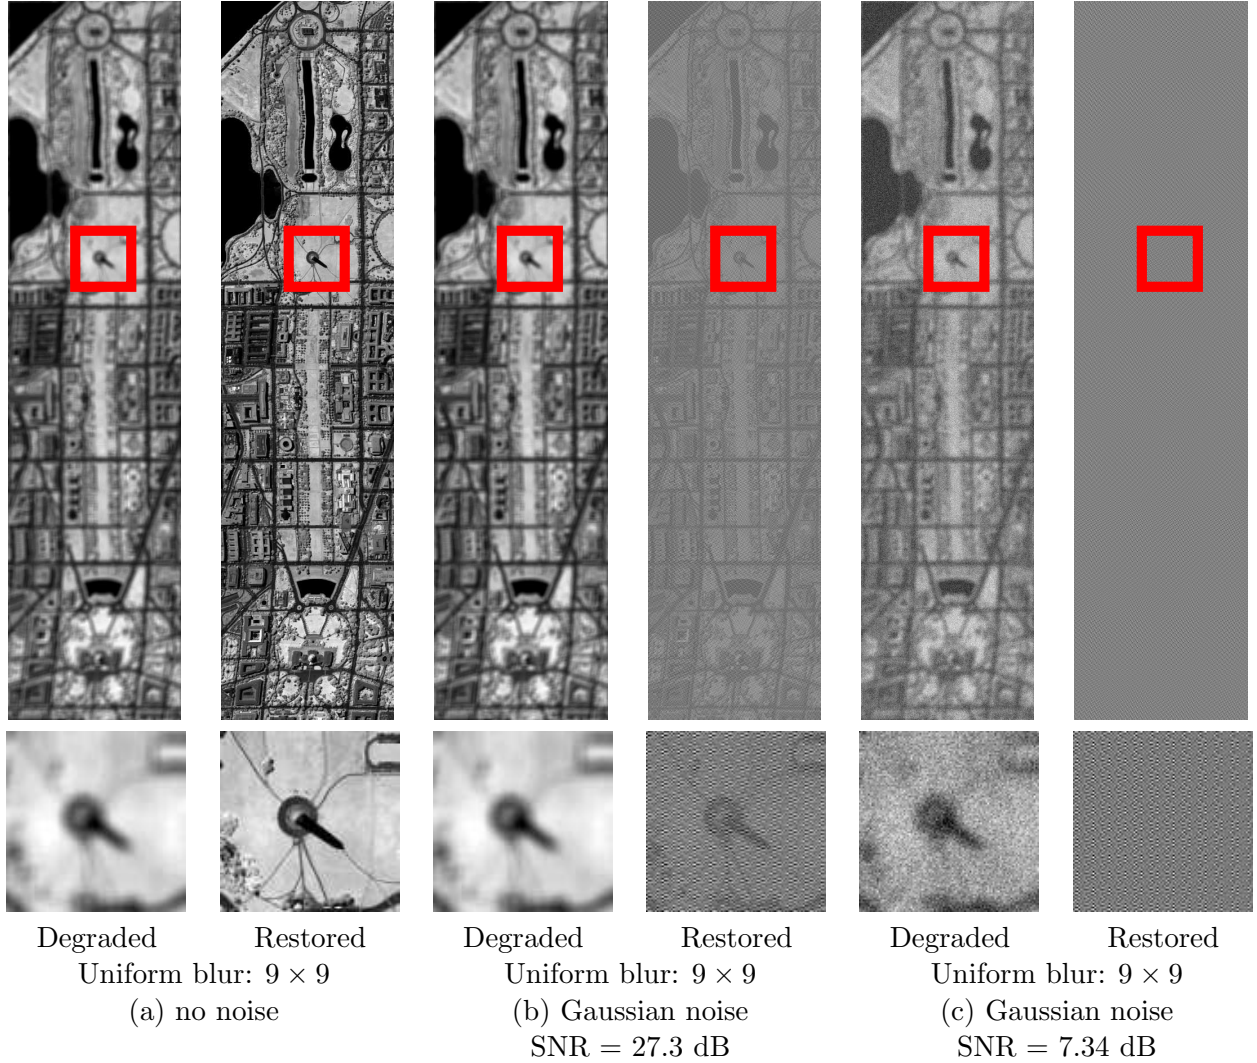 Degraded Restored Degraded Restored Degraded Restored
Uniform blur: 9 × 9 Uniform blur: 9 × 9 Uniform blur: 9 × 9
(a) no noise (b) Gaussian noise (c) Gaussian noise
SNR = 27.3 dB SNR = 7.34 dB